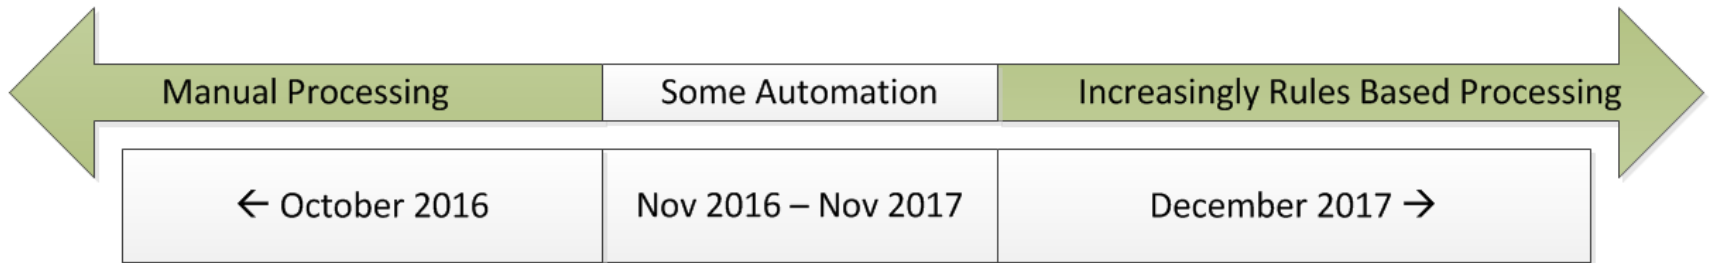 Manual Processing
Some Automation
Increasingly Rules Based Processing
← October 2016
Nov 2016 – Nov 2017
December 2017 →